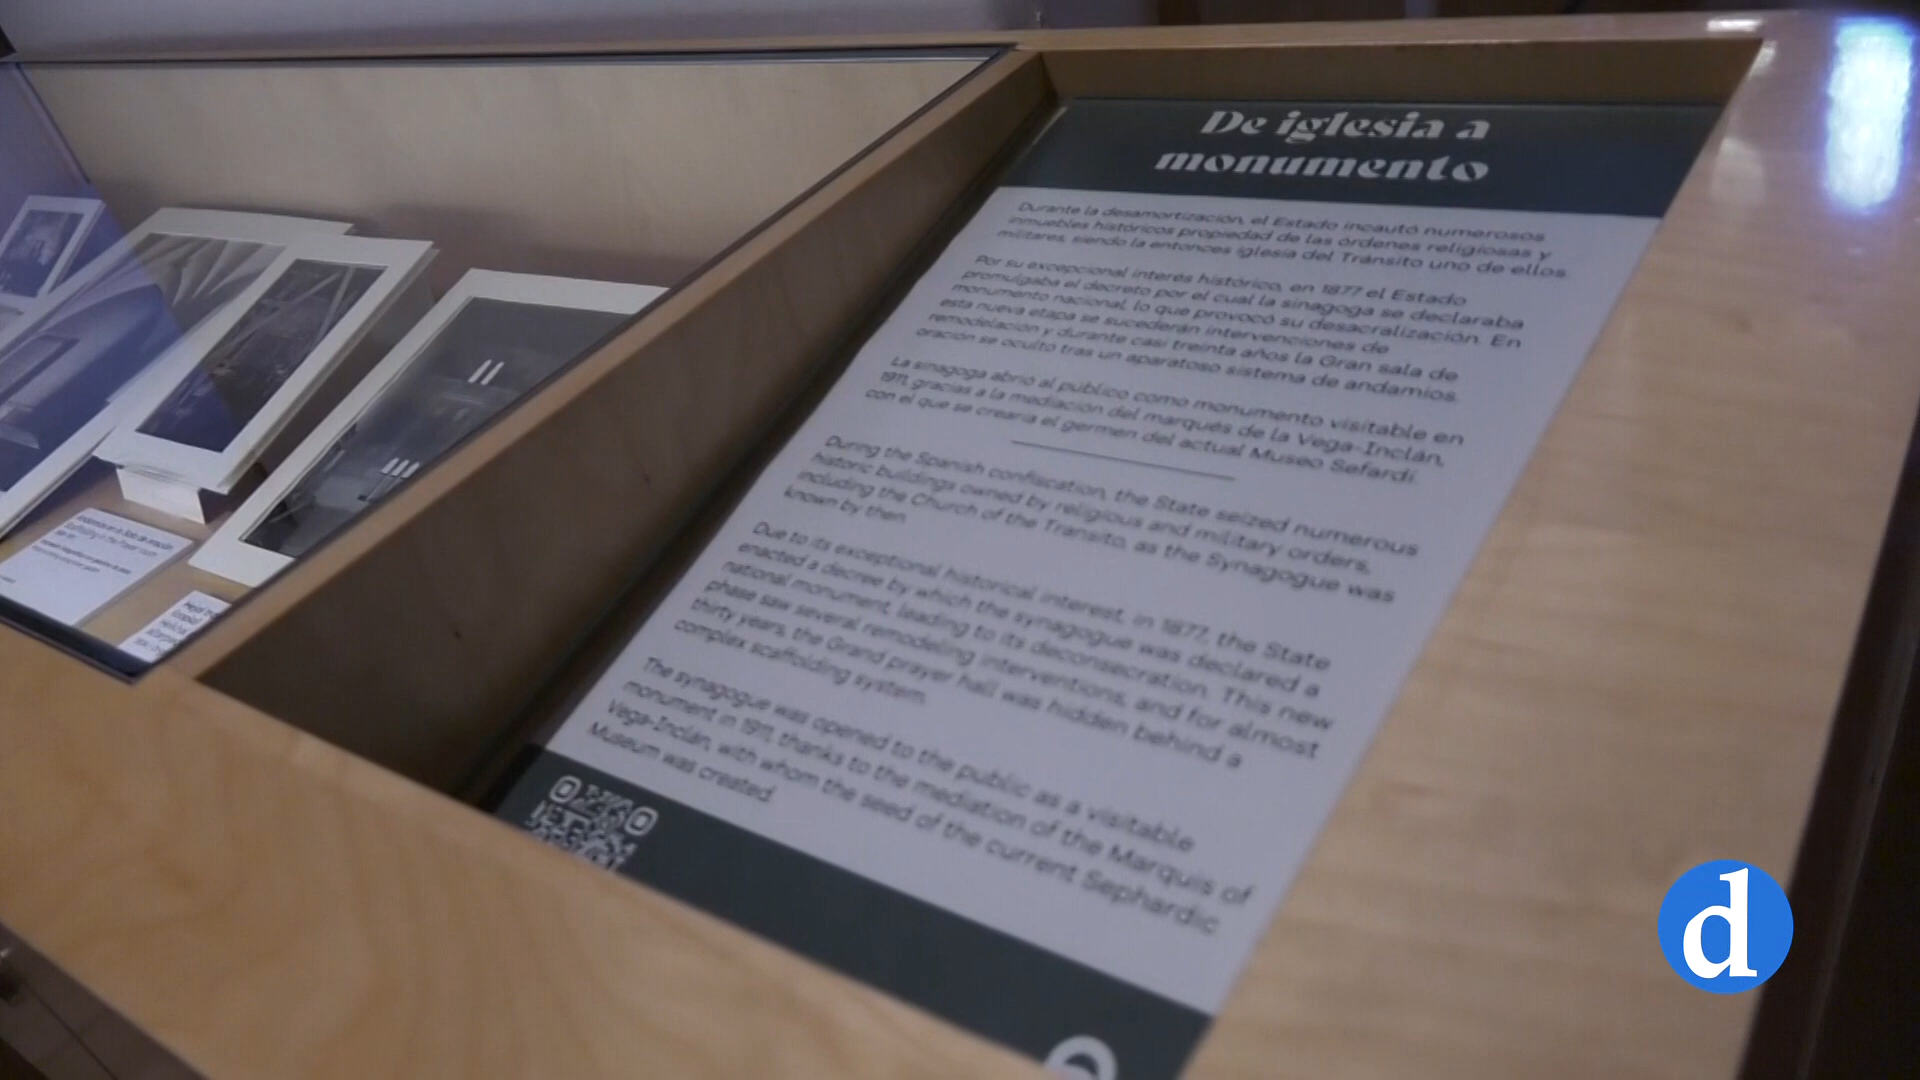 De iglesia a
monumento
Durante la desamortización, el Estado incautó numerosos
inmuebles históricos propiedad de las órdenes religiosas y
militares, siendo la entonces iglesia del Tránsito uno de ellos.
Por su excepcional interés histórico, en 1877 el Estado
promulgaba el decreto por el cual la sinagoga se declaraba
monumento nacional, lo que provocó su desacralización. En
esta nueva etapa se sucederán intervenciones de
remodelación y durante casi treinta años la Gran sala de
oración se ocultó tras un aparatoso sistema de andamios.
La sinagoga abrió al público como monumento visitable en
1911, gracias a la mediación del marqués de la Vega-Inclán,
con el que se crearía el germen del actual Museo Sefardí.
During the Spanish confiscation, the State seized numerous
historic buildings owned by religious and military orders,
including the Church of the Transito, as the Synagogue was
known by then.
Due to its exceptional historical interest, in 1877, the State
enacted a decree by which the synagogue was declared a
national monument, leading to its deconsecration. This new
phase saw several remodeling interventions, and for almost
thirty years, the Grand prayer hall was hidden behind a
complex scaffolding system.
The synagogue was opened to the public as a visitable
monument in 1911, thanks to the mediation of the Marquis of
Vega-Inclán, with whom the seed of the current Sephardic
Museum was created.
d